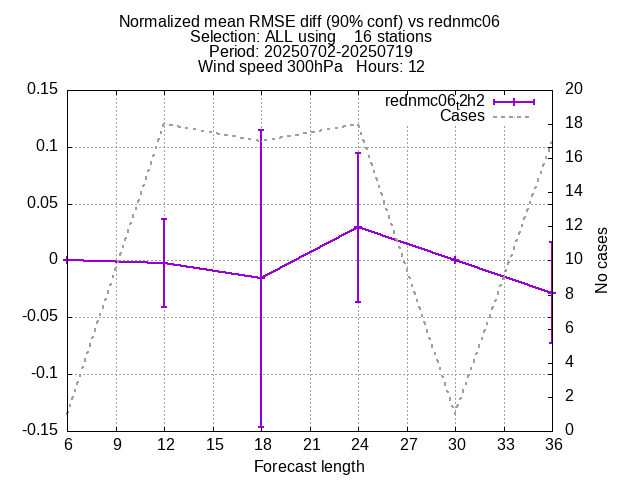 Normalized mean RMSE diff (90% conf) vs rednmc06
Selection: ALL using    16 stations
Period: 20250702-20250719
Wind speed 300hPa   Hours: 12
rednmc06,2h2
Cases
0.15
0.1
0.05
0
-0.05
-0.1
-0.15
20
18
16
14
12
10
8
6
4
2
0
No cases
6 9 12 15 18 21 24 27 30 33 36
Forecast length